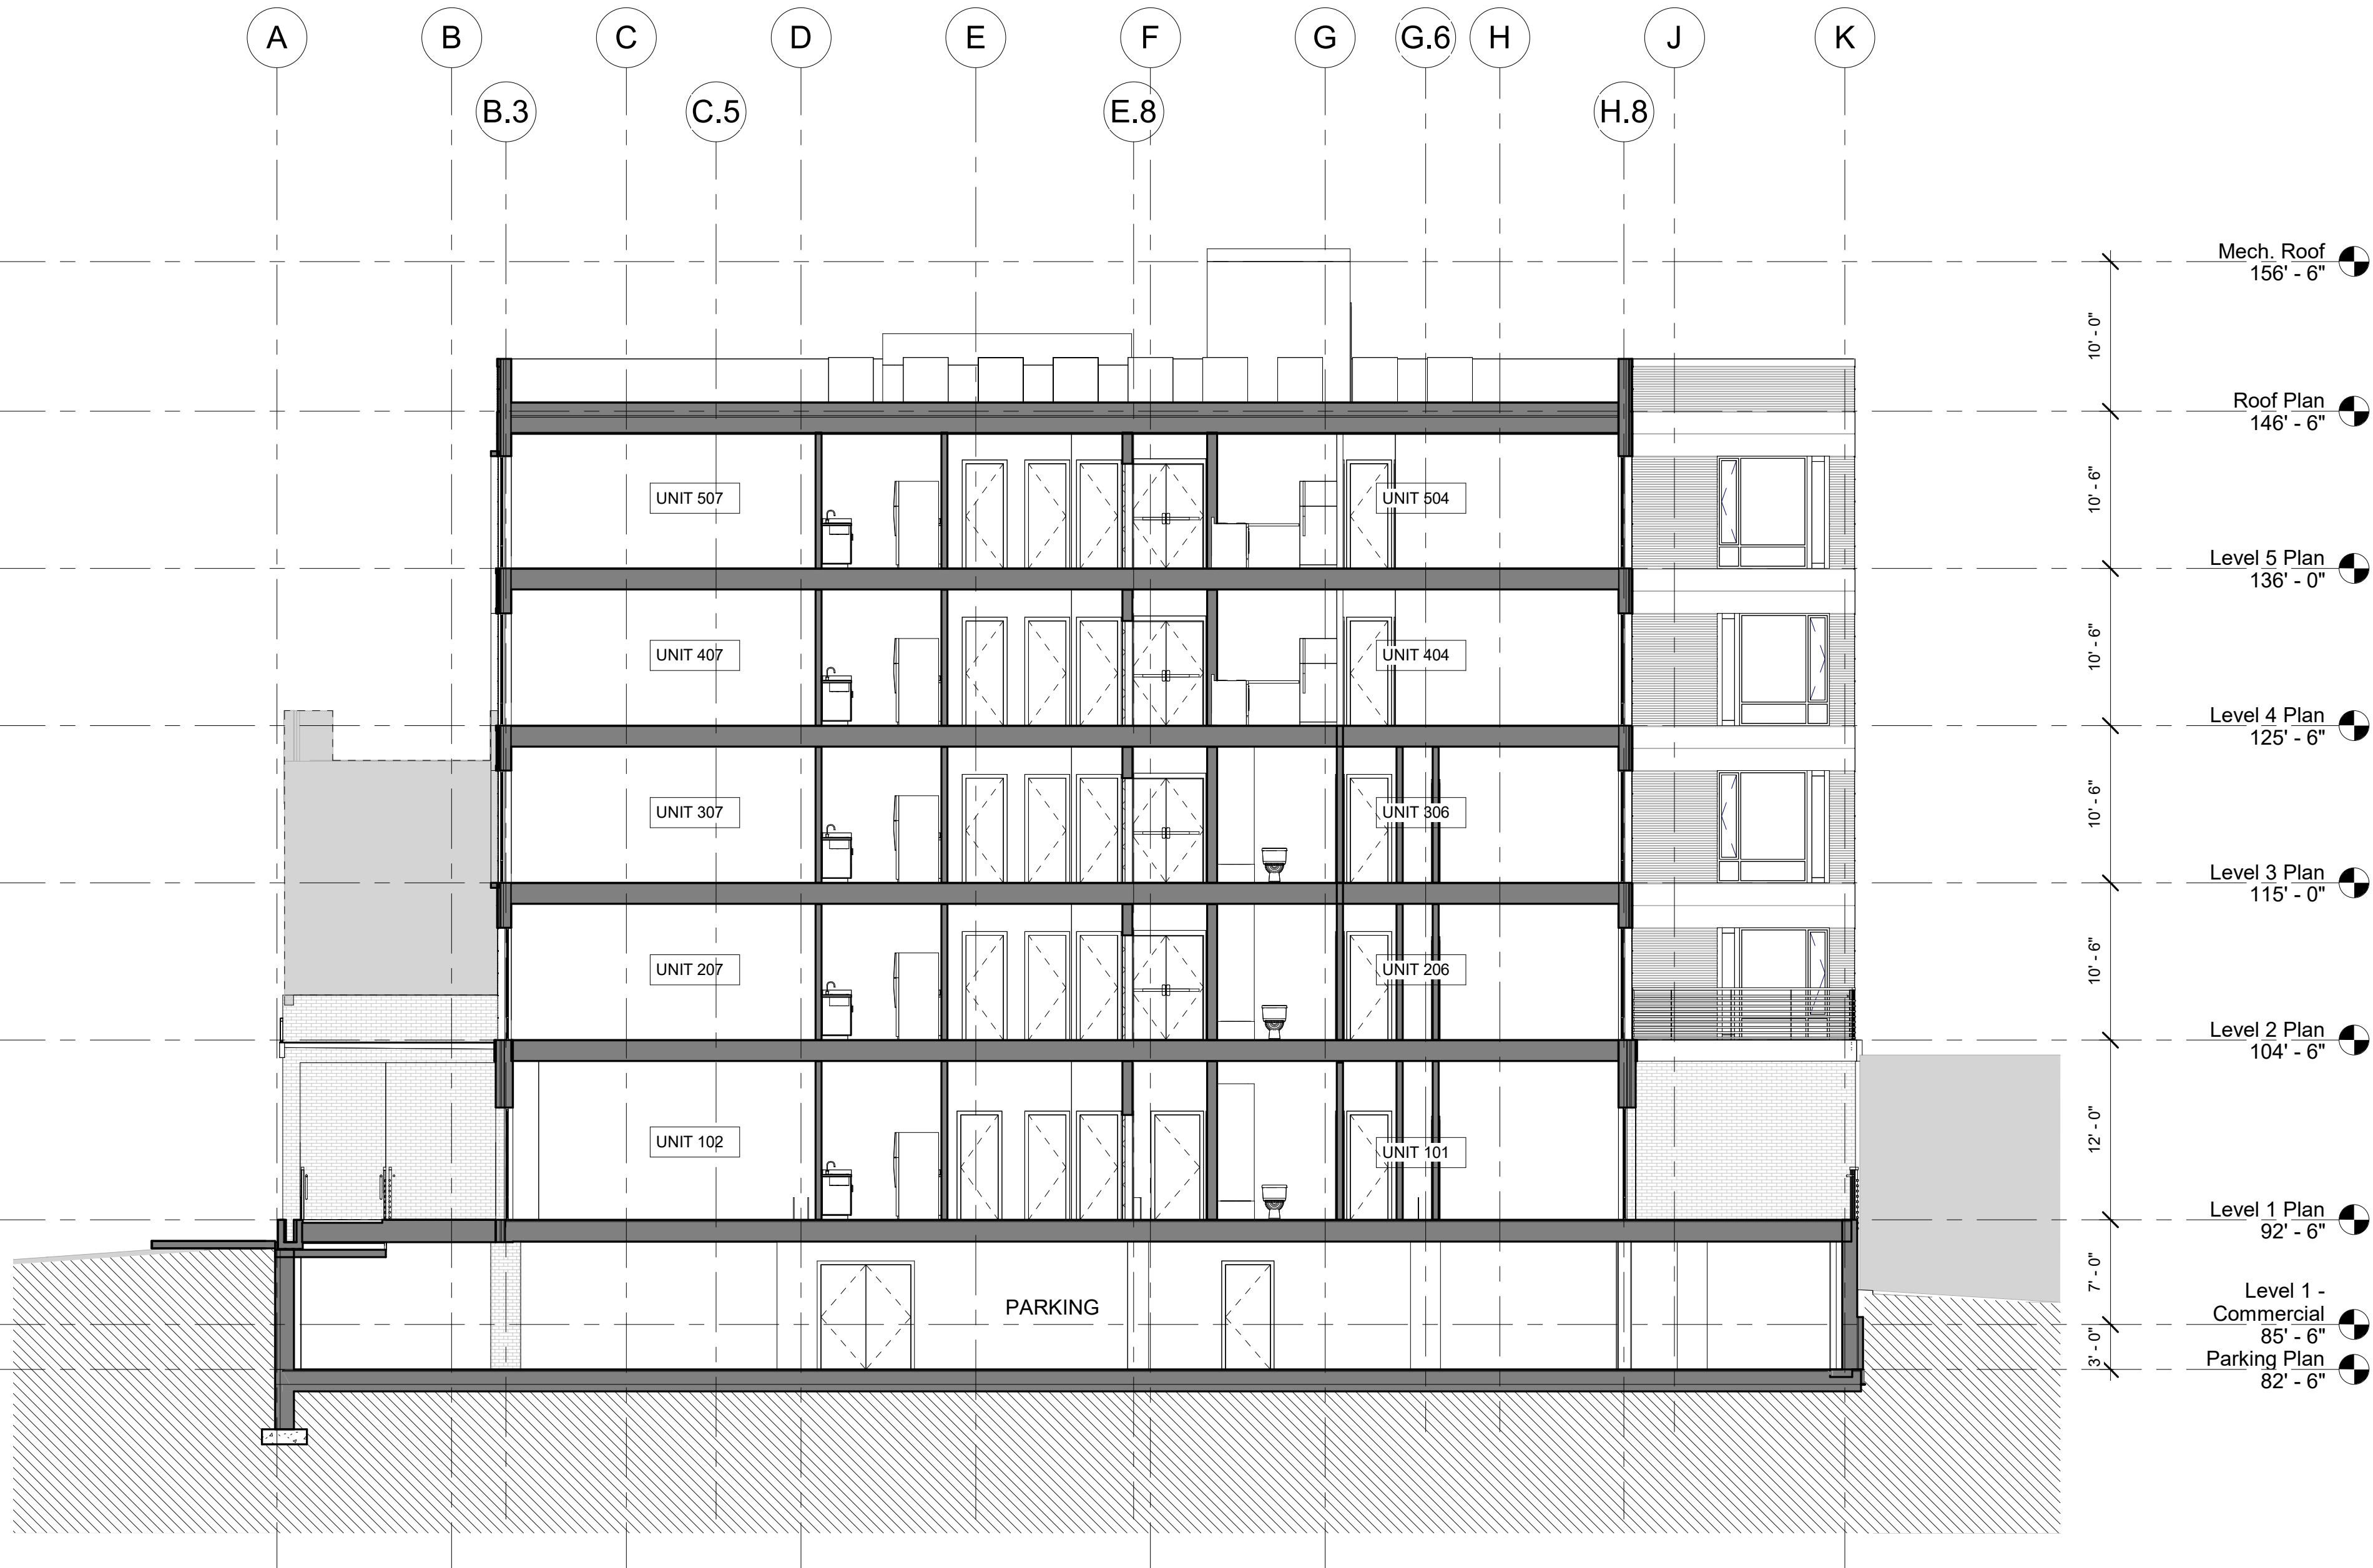 A
B
C
D
E
F
G
G.6
H
J
K
B.3
C.5
E.8
H.8
Mech. Roof
156' - 6"
10' - 0"
Roof Plan
146' - 6"
10' - 6"
UNIT 507
UNIT 504
Level 5 Plan
136' - 0"
10' - 6"
UNIT 407
UNIT 404
Level 4 Plan
125' - 6"
10' - 6"
UNIT 307
UNIT 306
Level 3 Plan
115' - 0"
10' - 6"
UNIT 207
UNIT 206
Level 2 Plan
104' - 6"
12' - 0"
UNIT 102
UNIT 101
Level 1 Plan
92' - 6"
7' - 0"
PARKING
Level 1 -
Commercial
85' - 6"
3' - 0"
Parking Plan
82' - 6"